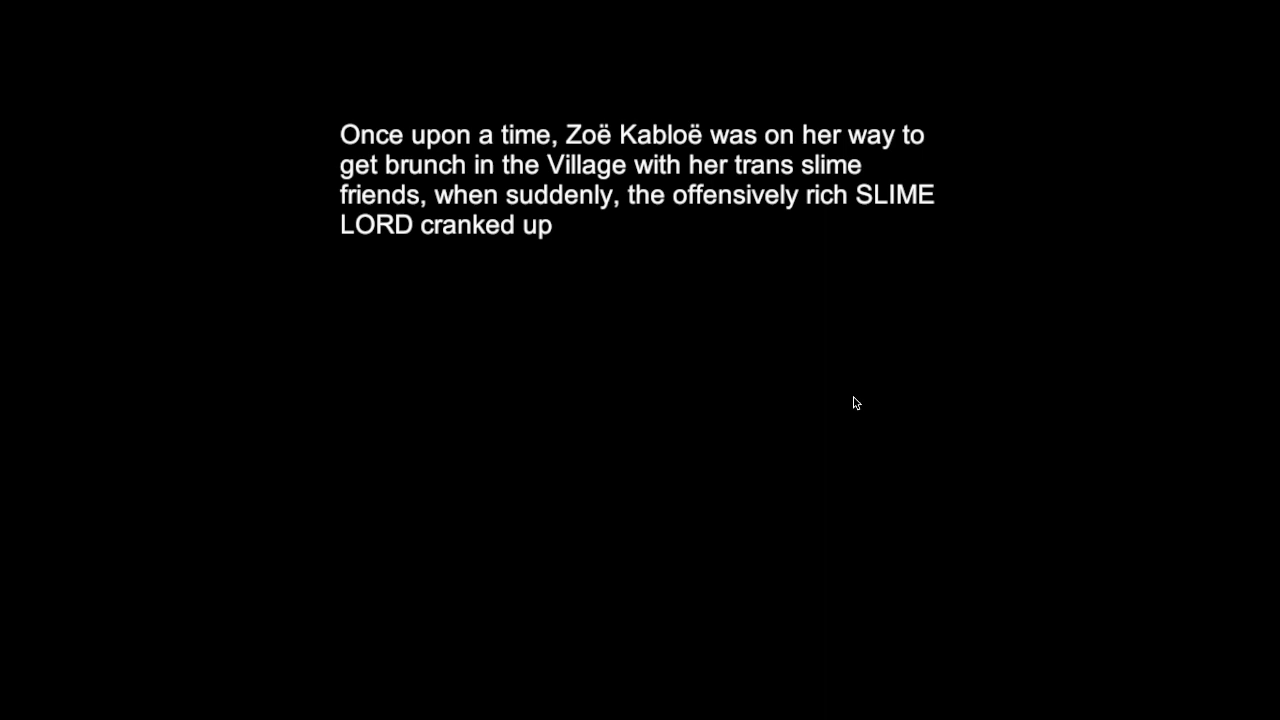 Once upon a time, Zoë Kabloë was on her way to
get brunch in the Village with her trans slime
friends, when suddenly, the offensively rich SLIME
LORD cranked up